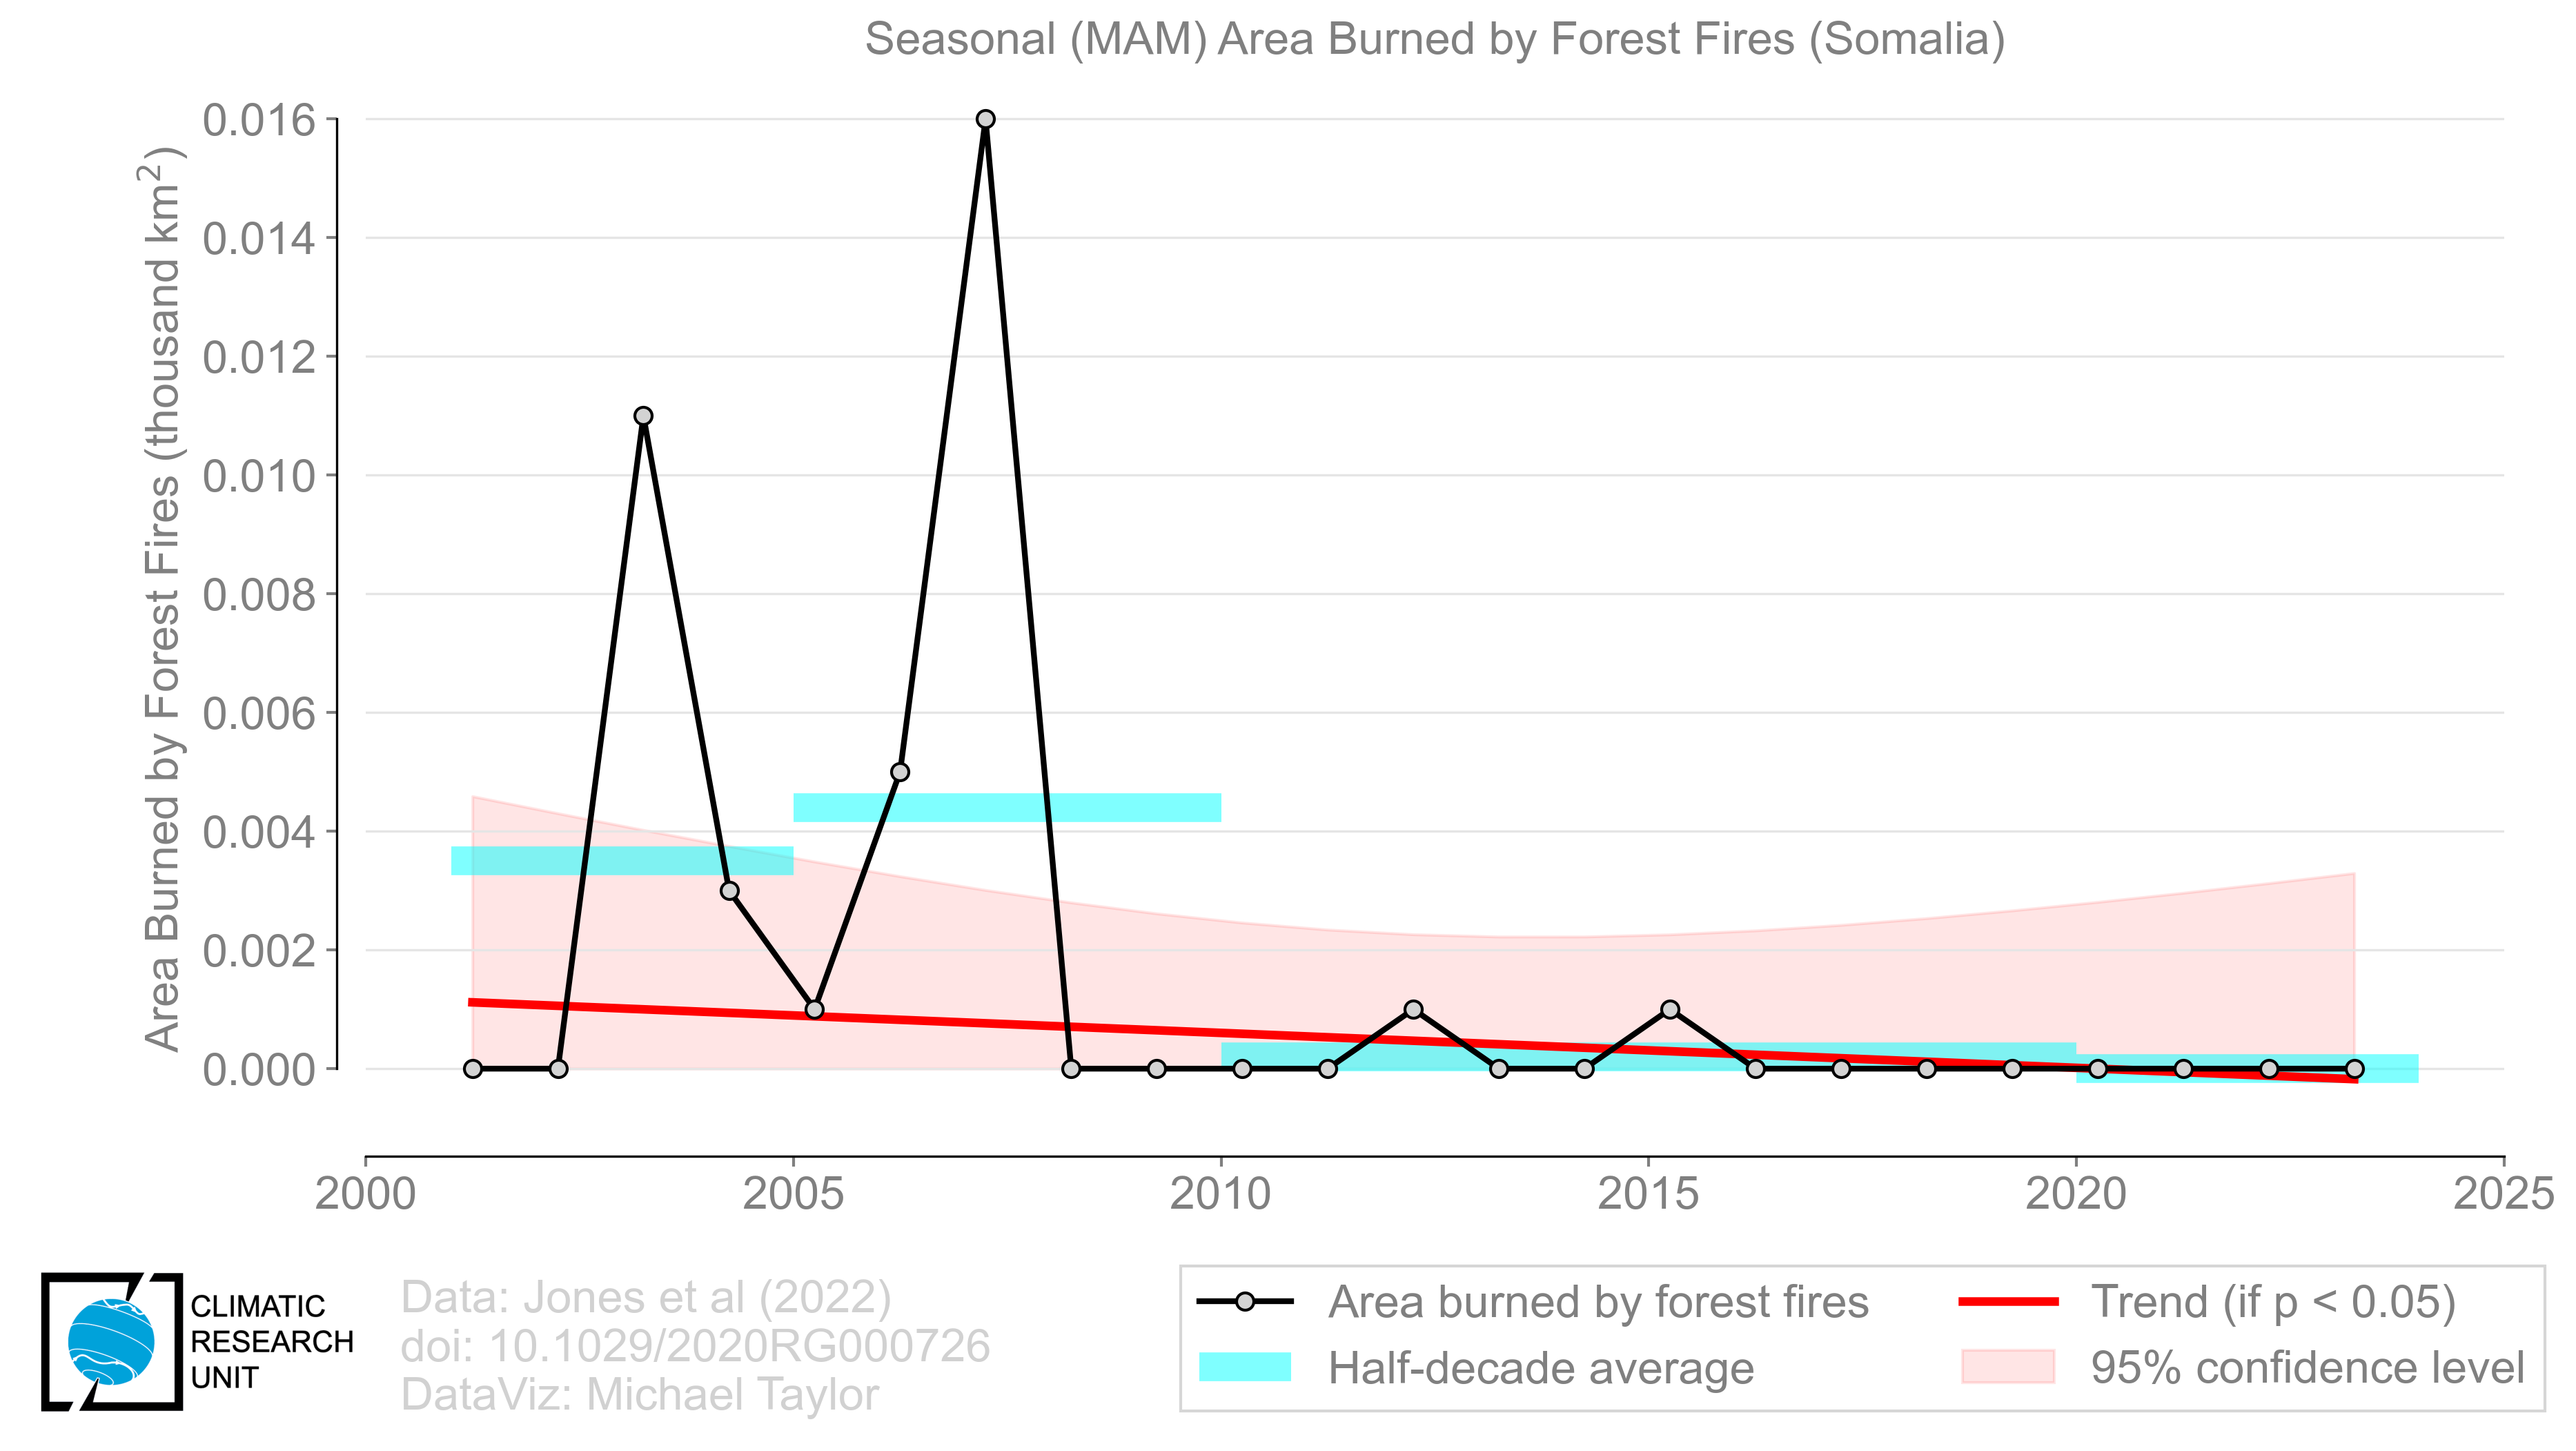 Seasonal (MAM) Area Burned by Forest Fires (Somalia)
Area Burned by Forest Fires (thousand km²)
0.016
0.014
0.012
0.010
0.008
0.006
0.004
0.002
0.000
2000 2005 2010 2015 2020 2025
CLIMATIC
RESEARCH
UNIT
Data: Jones et al (2022)
doi: 10.1029/2020RG000726
DataViz: Michael Taylor
Area burned by forest fires
Half-decade average
Trend (if p < 0.05)
95% confidence level